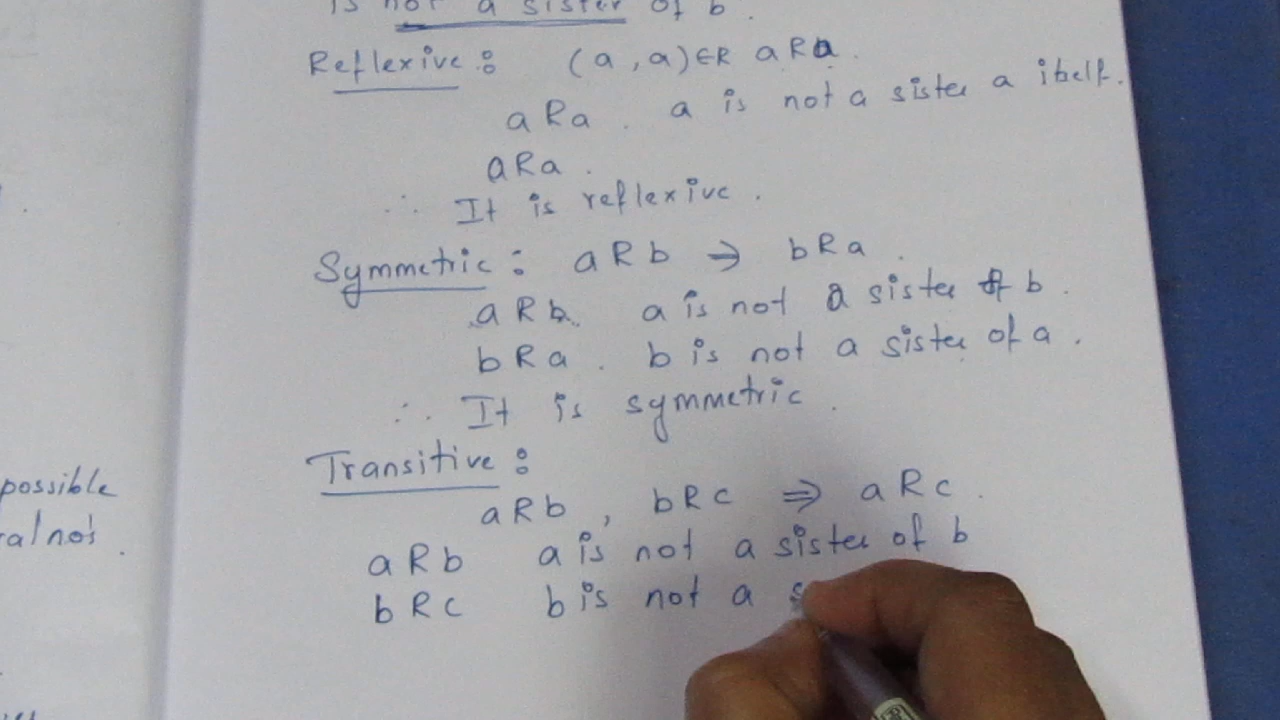 is not a sister of b.
Reflexive : (a, a) ∈ R aRa.
aRa . a is not a sister a itself.
aRa .
∴ It is reflexive .
Symmetric : aRb → bRa .
aRb a is not a sister of b .
bRa . b is not a sister of a .
∴ It is symmetric .
Transitive :
aRb , bRc ⇒ aRc .
aRb a is not a sister of b
bRc b is not a s
possible
al no's .